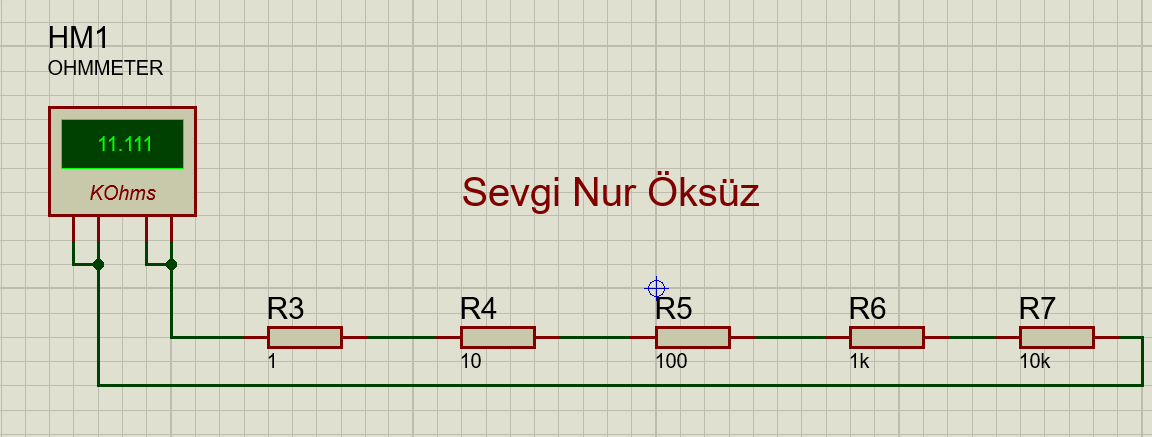 HM1
OHMMETER
11.111
KOhms
Sevgi Nur Öksüz
R3 R4 R5 R6 R7
1 10 100 1k 10k